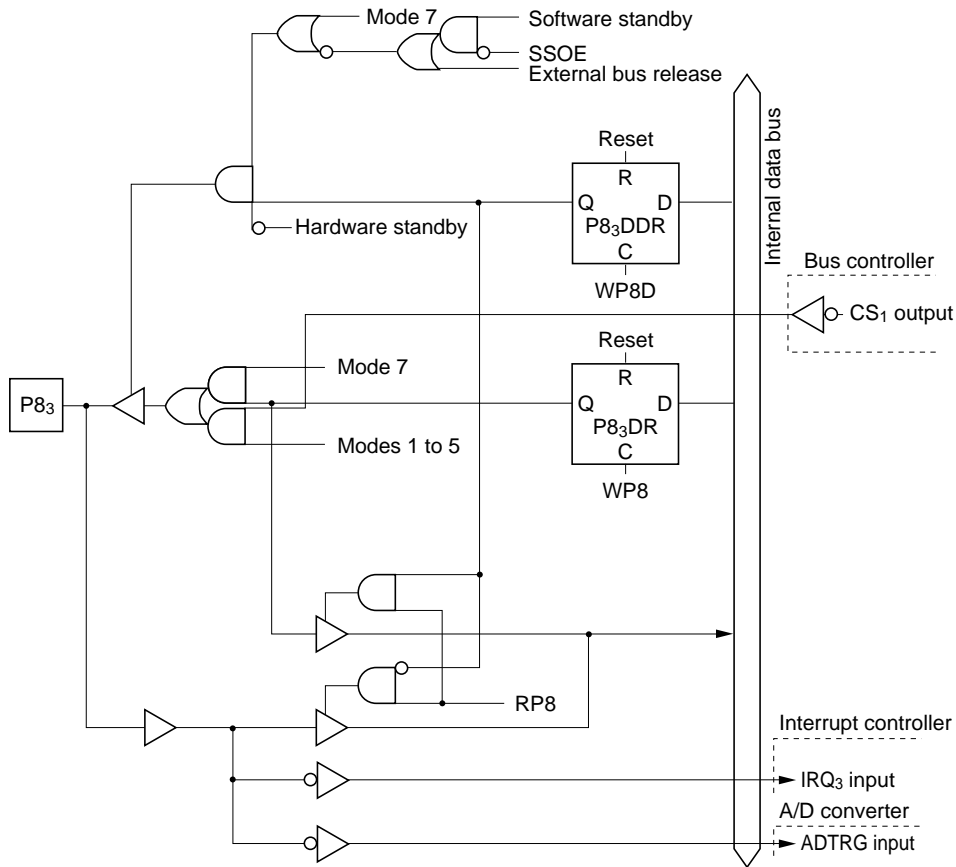 Mode 7
Software standby
SSOE
External bus release
Reset
R
Q D
P8₃DDR
C
WP8D
Hardware standby
Internal data bus
Bus controller
CS₁ output
Reset
R
Q D
P8₃DR
C
WP8
Mode 7
P8₃
Modes 1 to 5
RP8
Interrupt controller
IRQ₃ input
A/D converter
ADTRG input